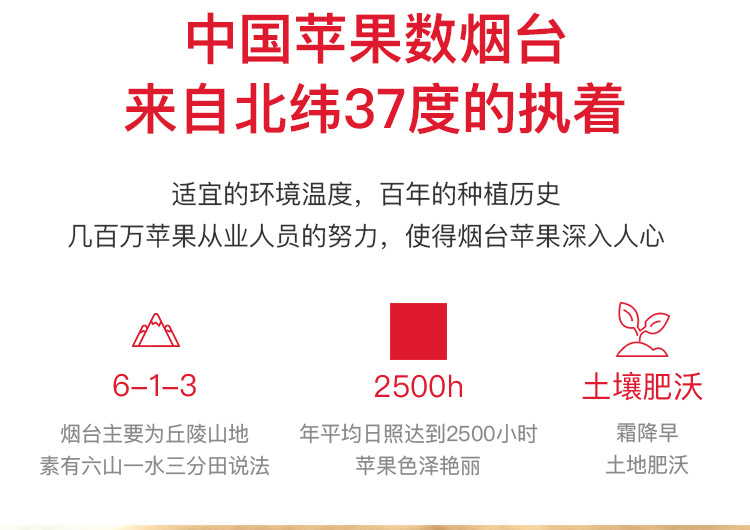 中国苹果数烟台
来自北纬37度的执着
适宜的环境温度，百年的种植历史
几百万苹果从业人员的努力，使得烟台苹果深入人心
6-1-3
烟台主要为丘陵山地
素有六山一水三分田说法
2500h
年平均日照达到2500小时
苹果色泽艳丽
土壤肥沃
霜降早
土地肥沃